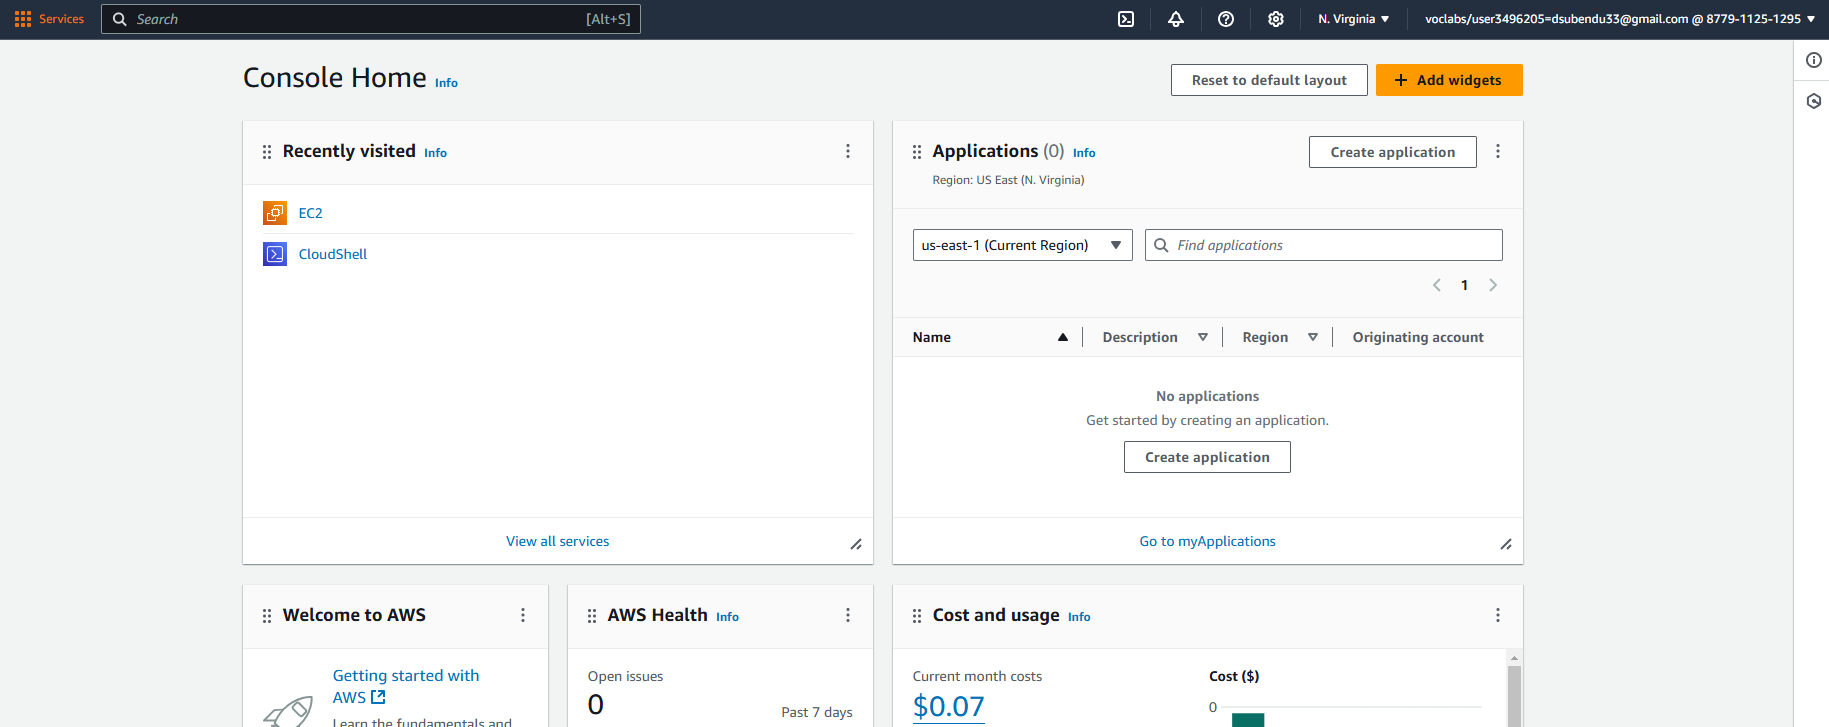 Services
Search [Alt+S]
N. Virginia
voclabs/user3496205=dsubendu33@gmail.com @ 8779-1125-1295
Console Home Info
Reset to default layout
Add widgets
Recently visited Info
EC2
CloudShell
View all services
Applications (0) Info
Region: US East (N. Virginia)
Create application
us-east-1 (Current Region)
Find applications
1
Name Description Region Originating account
No applications
Get started by creating an application.
Create application
Go to myApplications
Welcome to AWS
Getting started with
AWS
Learn the fundamentals and
AWS Health Info
Open issues
0
Past 7 days
Cost and usage Info
Current month costs
$0.07
Cost ($)
0